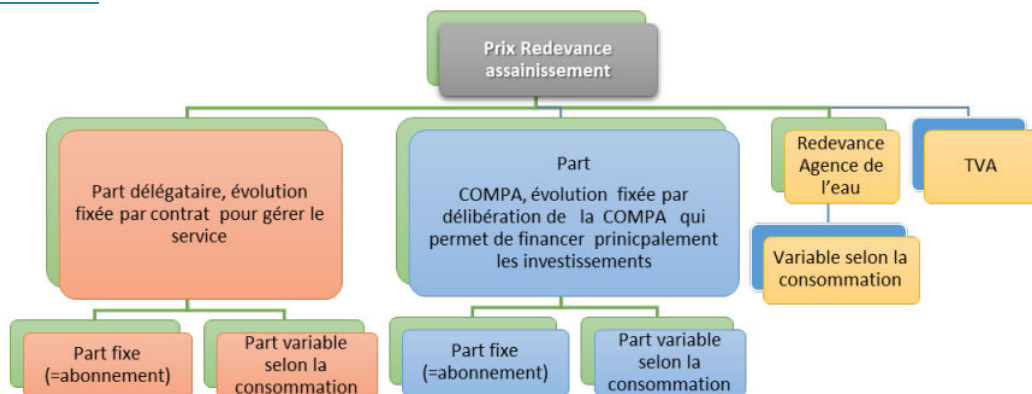 Prix Redevance
assainissement
Part délégataire, évolution
fixée par contrat pour gérer le
service
Part
COMPA, évolution fixée par
délibération de la COMPA qui
permet de financer prinicpalement
les investissements
Redevance
Agence de
l’eau
TVA
Variable selon la
consommation
Part fixe
(=abonnement)
Part variable
selon la
consommation
Part fixe
(=abonnement)
Part variable
selon la
consommation